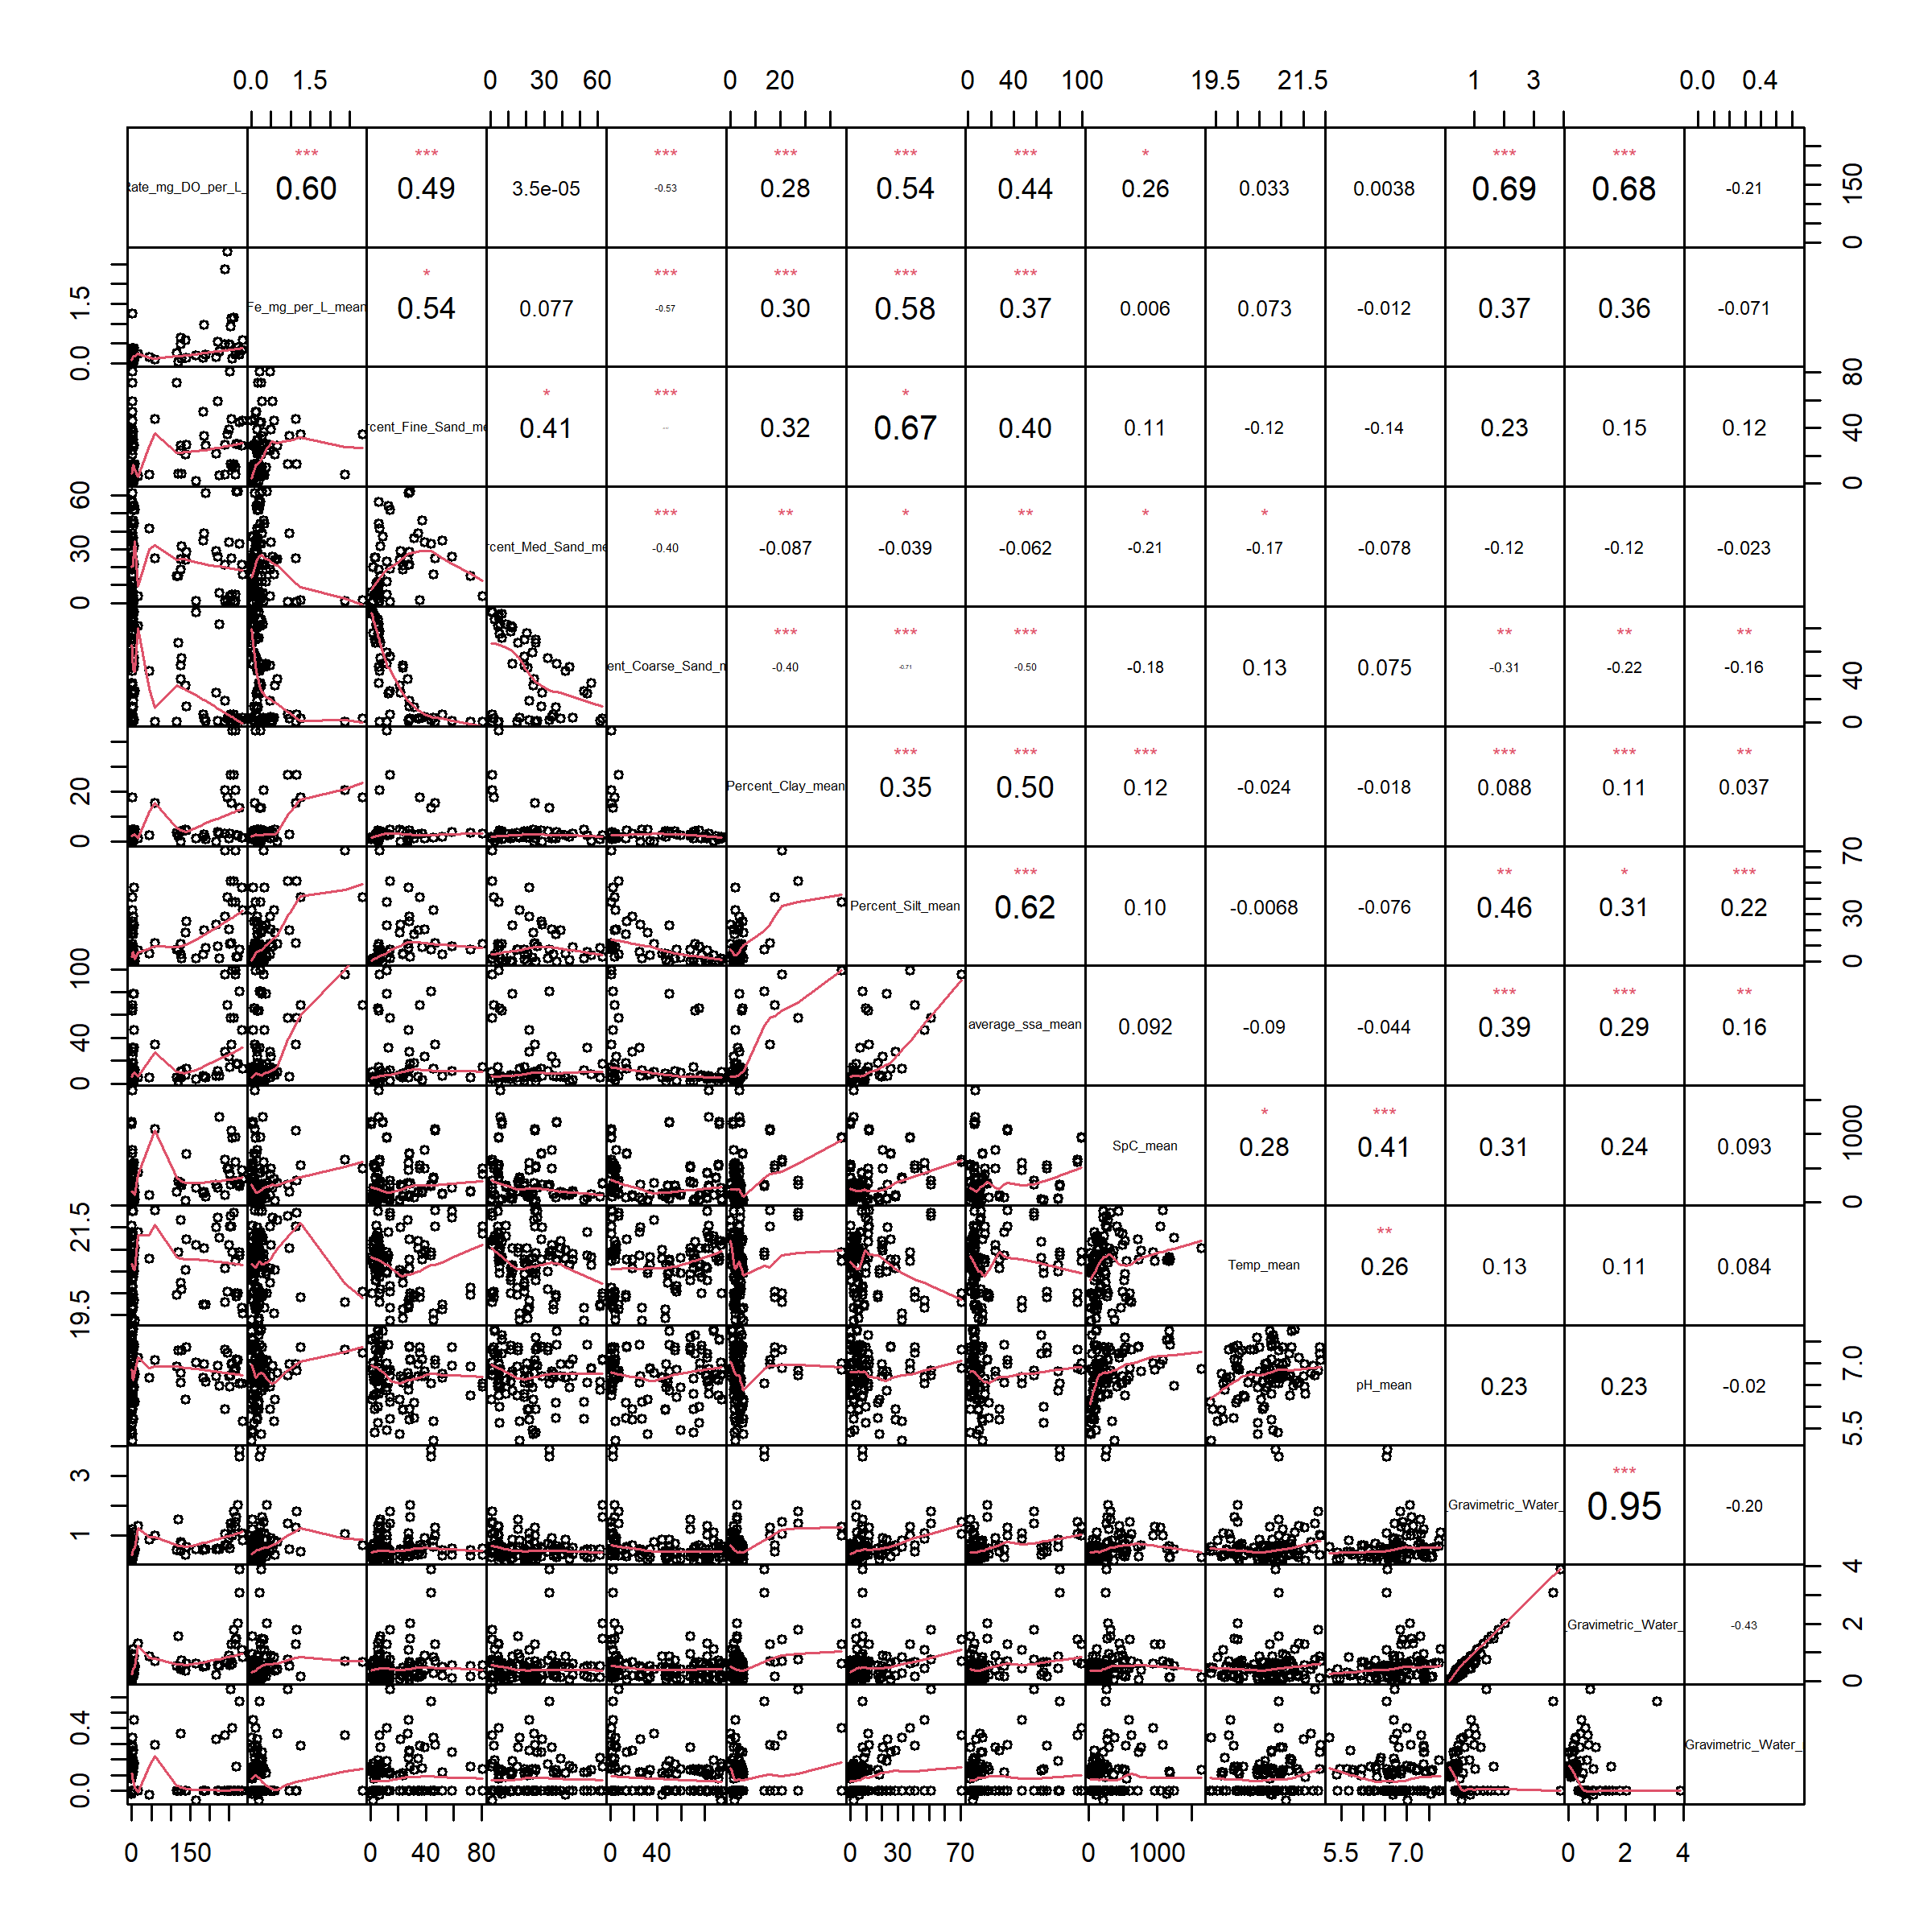 0.0 1.5 0 30 60 0 20 0 40 100 19.5 21.5 1 3 0.0 0.4
*** *** *** *** *** *** * *** ***
Rate_mg_DO_per_L_ 0.60 0.49 3.5e-05 -0.53 0.28 0.54 0.44 0.26 0.033 0.0038 0.69 0.68 -0.21 0 150
* *** *** *** ***
0.0 1.5 Fe_mg_per_L_mean 0.54 0.077 -0.57 0.30 0.58 0.37 0.006 0.073 -0.012 0.37 0.36 -0.071
* *** *
rcent_Fine_Sand_me 0.41 0.32 0.67 0.40 0.11 -0.12 -0.14 0.23 0.15 0.12 0 40 80
*** ** * ** * *
0 30 60 rcent_Med_Sand_me -0.40 -0.087 -0.039 -0.062 -0.21 -0.17 -0.078 -0.12 -0.12 -0.023
*** *** *** ** ** **
ent_Coarse_Sand_n -0.40 -0.71 -0.50 -0.18 0.13 0.075 -0.31 -0.22 -0.16 0 40
*** *** *** *** *** **
0 20 Percent_Clay_mean 0.35 0.50 0.12 -0.024 -0.018 0.088 0.11 0.037
*** ** * ***
Percent_Silt_mean 0.62 0.10 -0.0068 -0.076 0.46 0.31 0.22 0 30 70
*** *** **
0 40 100 average_ssa_mean 0.092 -0.09 -0.044 0.39 0.29 0.16
* ***
SpC_mean 0.28 0.41 0.31 0.24 0.093 0 1000
**
19.5 21.5 Temp_mean 0.26 0.13 0.11 0.084
pH_mean 0.23 0.23 -0.02 5.5 7.0
***
1 3 _Gravimetric_Water_ 0.95 -0.20
_Gravimetric_Water_ -0.43 0 2 4
0.0 0.4 Gravimetric_Water_
0 150 0 40 80 0 40 0 30 70 0 1000 5.5 7.0 0 2 4